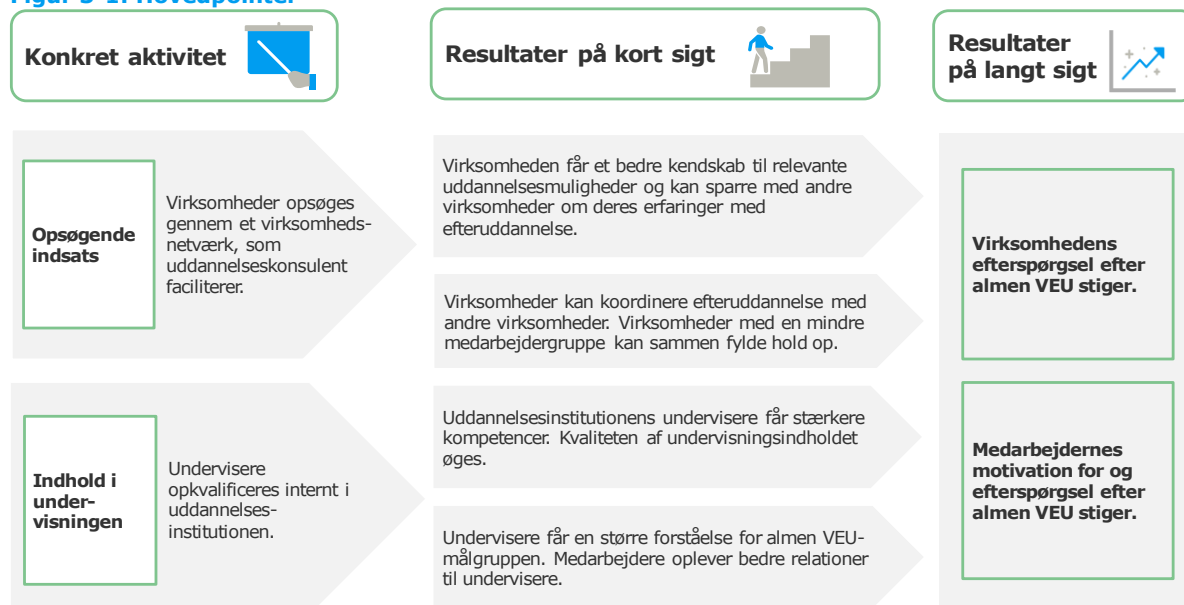 Figur 3-1: Hovedpointer
Konkret aktivitet
Resultater på kort sigt
Resultater
på langt sigt
Opsøgende
indsats
Virksomheder opsøges
gennem et virksomheds-
netværk, som
uddannelseskonsulent
faciliterer.
Virksomheden får et bedre kendskab til relevante
uddannelsesmuligheder og kan sparre med andre
virksomheder om deres erfaringer med
efteruddannelse.
Virksomheder kan koordinere efteruddannelse med
andre virksomheder. Virksomheder med en mindre
medarbejdergruppe kan sammen fylde hold op.
Virksomhedens
efterspørgsel efter
almen VEU stiger.
Indhold i
under-
visningen
Undervisere
opkvalificeres internt i
uddannelses-
institutionen.
Uddannelsesinstitutionens undervisere får stærkere
kompetencer. Kvaliteten af undervisningsindholdet
øges.
Undervisere får en større forståelse for almen VEU-
målgruppen. Medarbejdere oplever bedre relationer
til undervisere.
Medarbejdernes
motivation for og
efterspørgsel efter
almen VEU stiger.